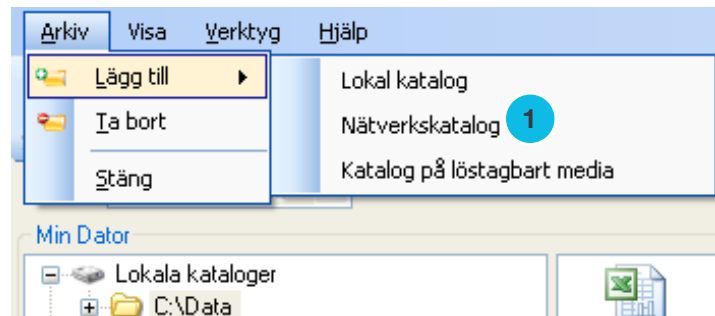 Arkiv Visa Verktyg Hjälp
Lägg till Lokal katalog
Ta bort Nätverkskatalog 1
Stäng Katalog på löstagbart media
Min Dator
Lokala kataloger
C:\Data